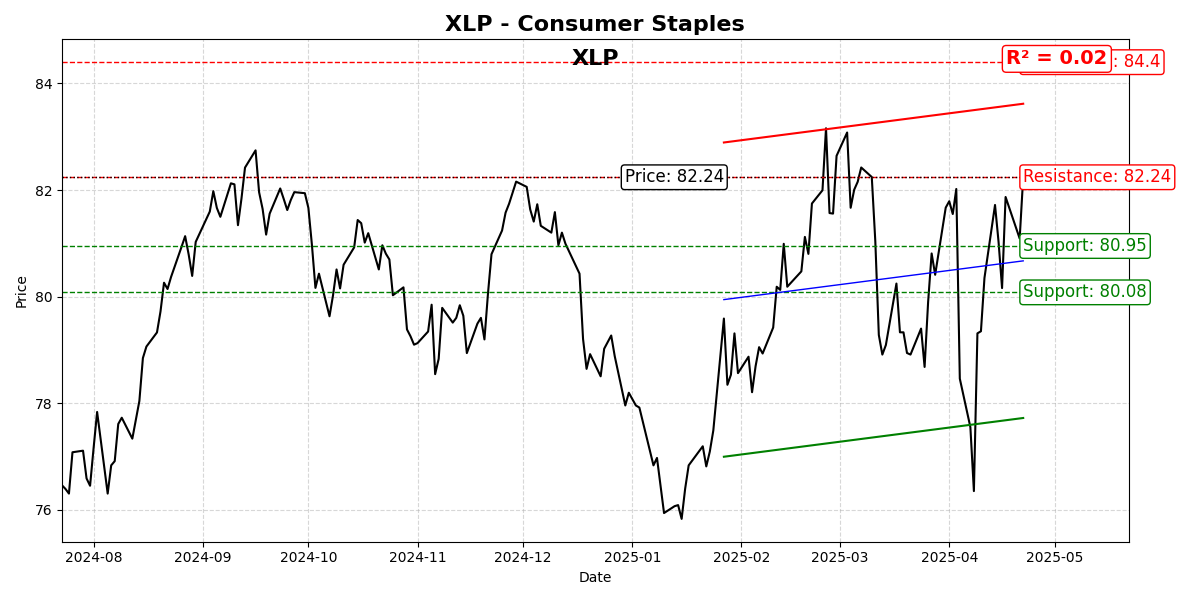 XLP - Consumer Staples
XLP
R² = 0.02
: 84.4
84
Price: 82.24
Resistance: 82.24
82
Support: 80.95
Support: 80.08
80
78
76
Price
2024-08 2024-09 2024-10 2024-11 2024-12 2025-01 2025-02 2025-03 2025-04 2025-05
Date